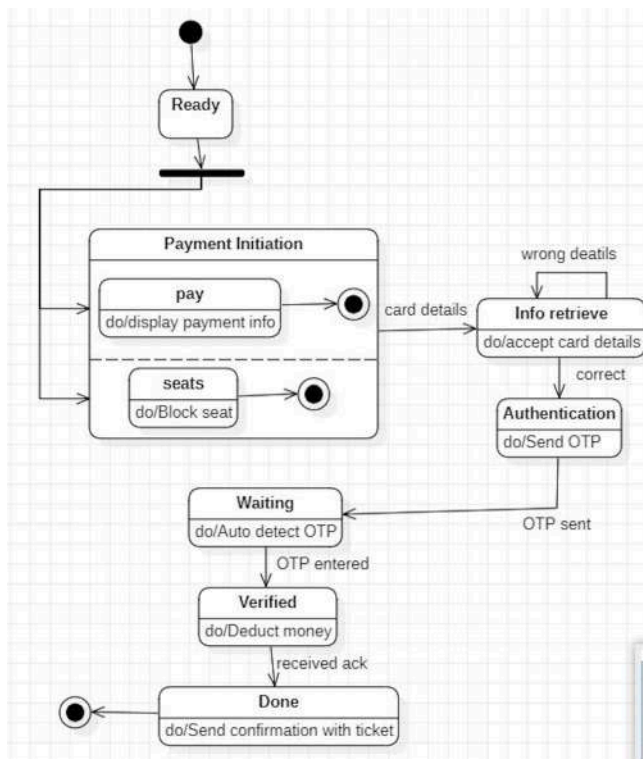 Ready
Payment Initiation
pay
do/display payment info
seats
do/Block seat
card details
wrong deatils
Info retrieve
do/accept card details
correct
Authentication
do/Send OTP
OTP sent
Waiting
do/Auto detect OTP
OTP entered
Verified
do/Deduct money
received ack
Done
do/Send confirmation with ticket